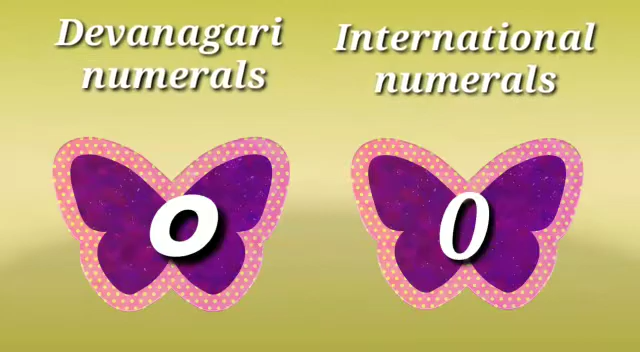 Devanagari
numerals
International
numerals
०
0